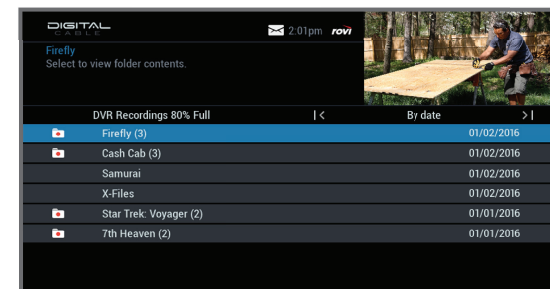 DIGITAL
CABLE
2:01pm rovi
Firefly
Select to view folder contents.
DVR Recordings 80% Full |< By date >|
Firefly (3) 01/02/2016
Cash Cab (3) 01/02/2016
Samurai 01/02/2016
X-Files 01/02/2016
Star Trek: Voyager (2) 01/01/2016
7th Heaven (2) 01/01/2016